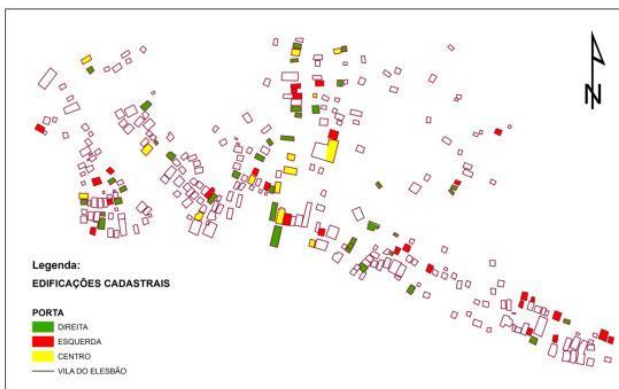 N
Legenda:
EDIFICAÇÕES CADASTRAIS
PORTA
DIREITA
ESQUERDA
CENTRO
VILA DO ELESBÃO